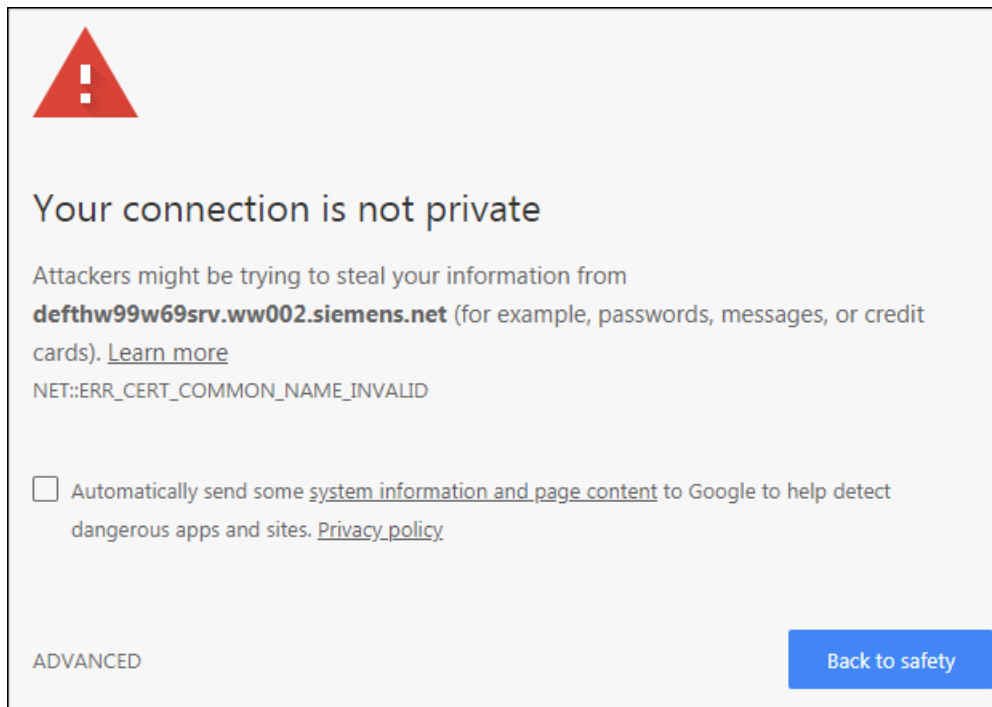 Your connection is not private
Attackers might be trying to steal your information from
defthw99w69srv.ww002.siemens.net (for example, passwords, messages, or credit
cards). Learn more
NET::ERR_CERT_COMMON_NAME_INVALID
Automatically send some system information and page content to Google to help detect
dangerous apps and sites. Privacy policy
ADVANCED
Back to safety